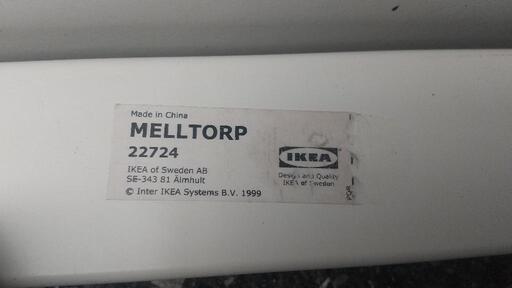 Made in China
MELLTORP
22724
IKEA of Sweden AB
SE-343 81 Älmhult
© Inter IKEA Systems B.V. 1999
IKEA
Design and Quality
IKEA of Sweden